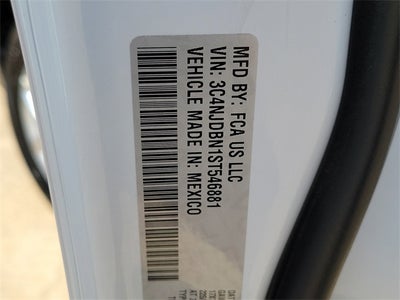 MFD BY: FCA US LLC
VIN: 3C4NJDBN1ST546881
VEHICLE MADE IN: MEXICO